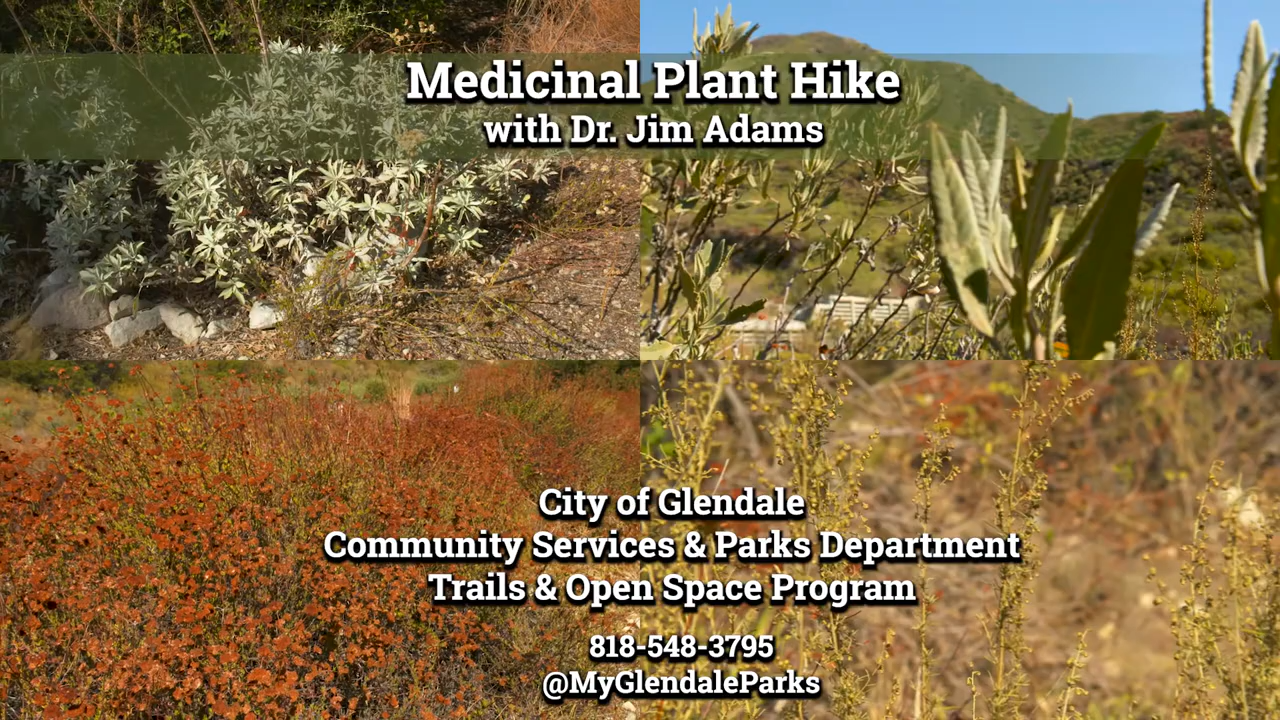 Medicinal Plant Hike
with Dr. Jim Adams
City of Glendale
Community Services & Parks Department
Trails & Open Space Program
818-548-3795
@MyGlendaleParks